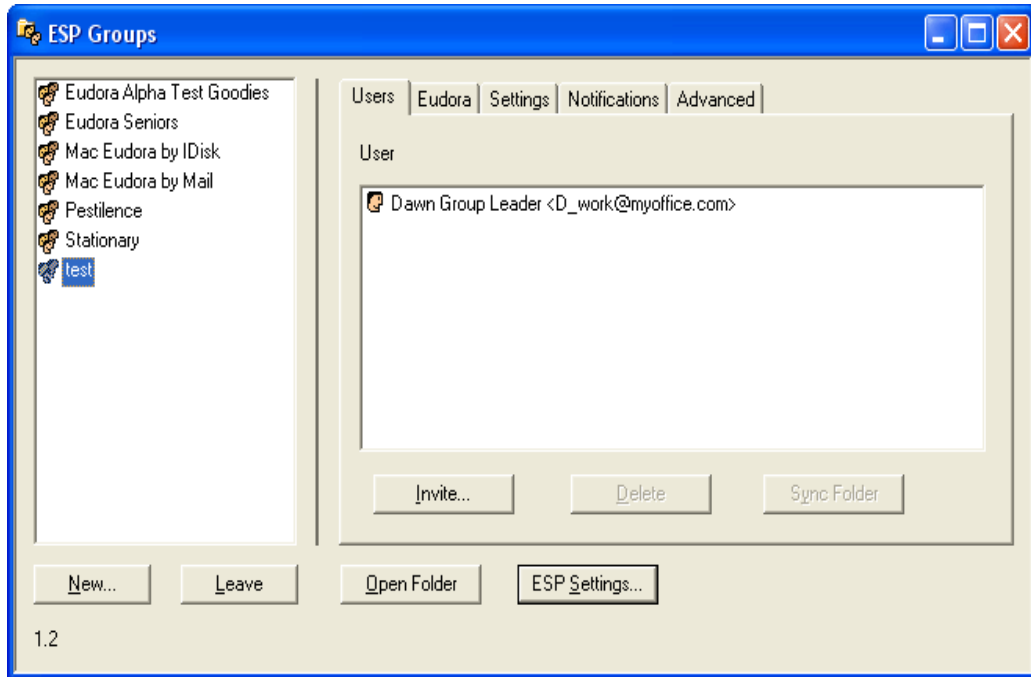 ESP Groups
Eudora Alpha Test Goodies
Eudora Seniors
Mac Eudora by IDisk
Mac Eudora by Mail
Pestilence
Stationary
test
Users Eudora Settings Notifications Advanced
User
Dawn Group Leader <D_work@myoffice.com>
Invite... Delete Sync Folder
New... Leave Open Folder ESP Settings...
1.2